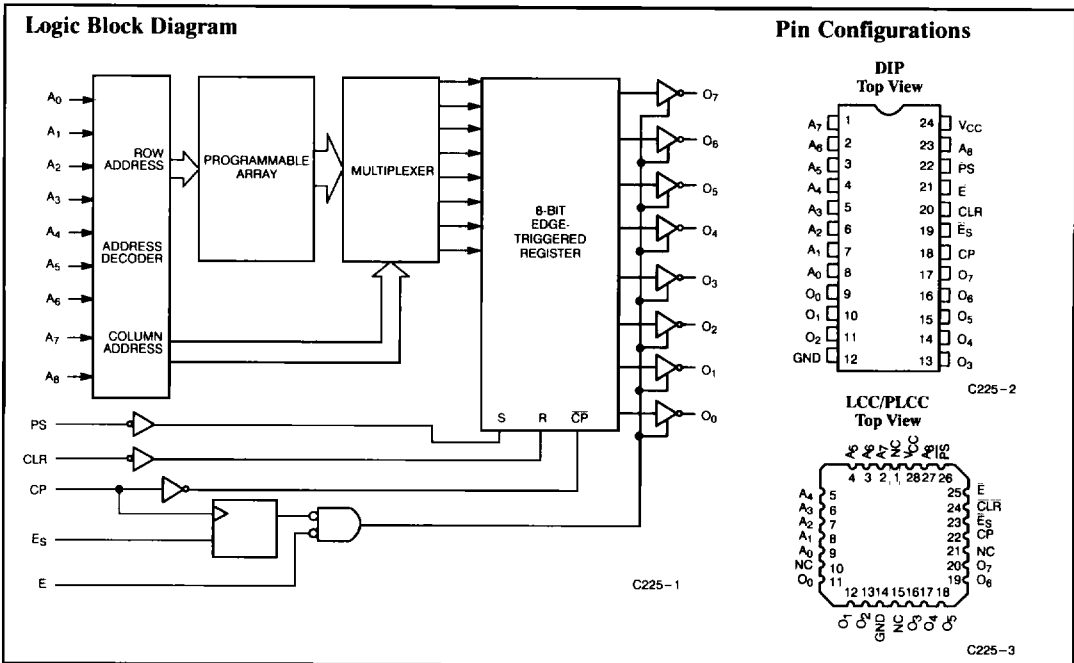 Logic Block Diagram
A0
A1
A2
A3
A4
A5
A6
A7
A8
ROW
ADDRESS
ADDRESS
DECODER
COLUMN
ADDRESS
PROGRAMMABLE
ARRAY
MULTIPLEXER
8-BIT
EDGE-
TRIGGERED
REGISTER
S R C̅P̅
O7
O6
O5
O4
O3
O2
O1
O0
PS
CLR
CP
ES
E
C225-1
Pin Configurations
DIP
Top View
A7 1 24 VCC
A6 2 23 A8
A5 3 22 P̅S
A4 4 21 E
A3 5 20 CLR
A2 6 19 E̅S
A1 7 18 CP
A0 8 17 O7
O0 9 16 O6
O1 10 15 O5
O2 11 14 O4
GND 12 13 O3
C225-2
LCC/PLCC
Top View
A5 A6 A7 NC VCC A8 P̅S̅
4 3 2 1 28 27 26
A4 5 25 E̅
A3 6 24 C̅L̅R̅
A2 7 23 E̅S
A1 8 22 CP
A0 9 21 NC
NC 10 20 O7
O0 11 19 O6
12 13 14 15 16 17 18
O1 O2 GND NC O3 O4 O5
C225-3